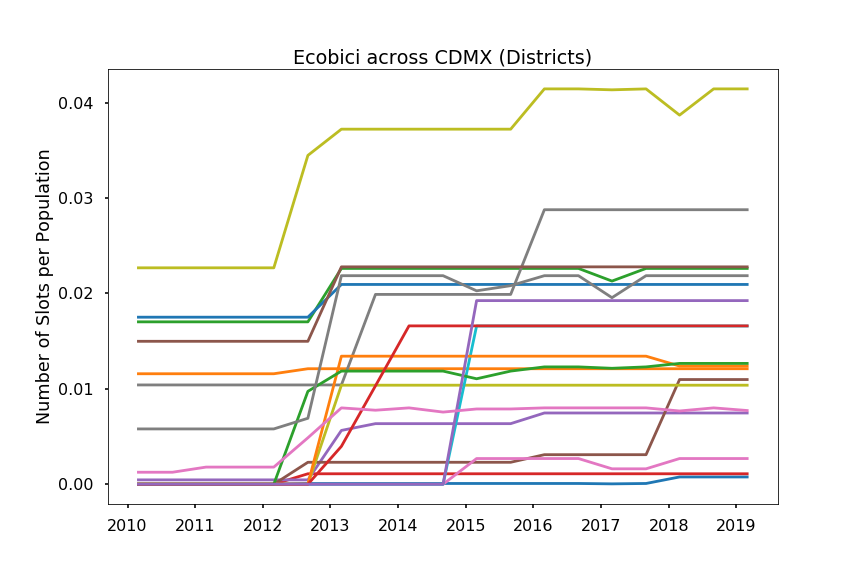 Ecobici across CDMX (Districts)
Number of Slots per Population
0.04
0.03
0.02
0.01
0.00
2010 2011 2012 2013 2014 2015 2016 2017 2018 2019